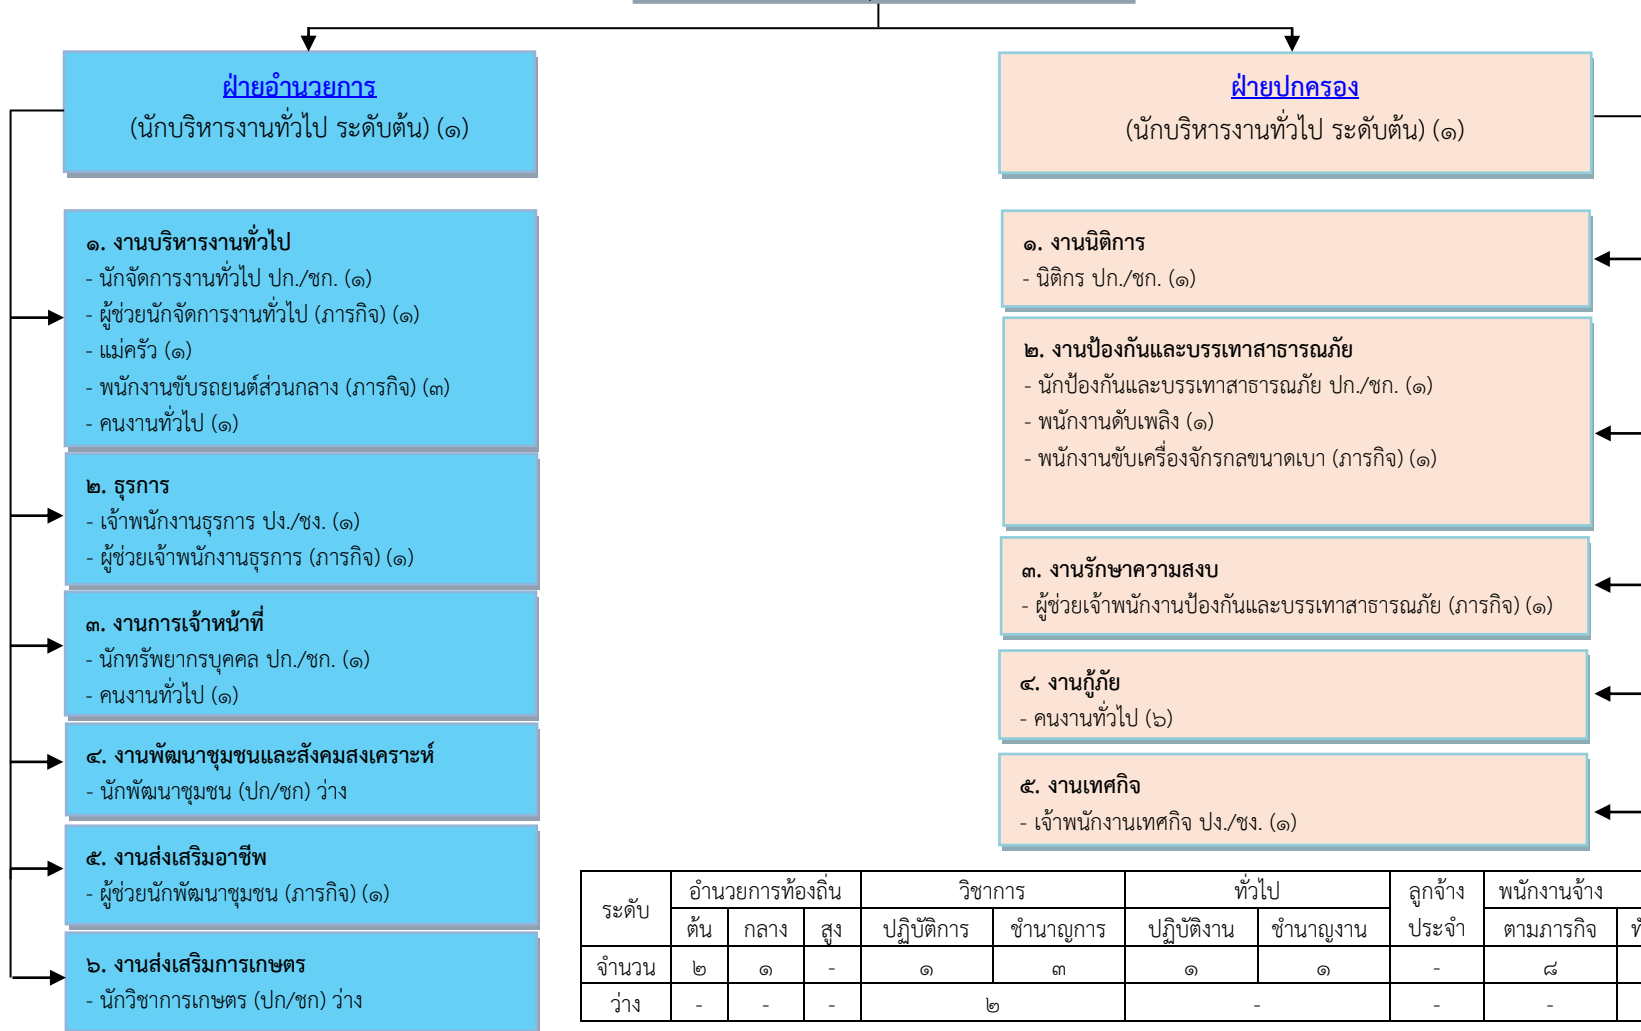 ฝ่ายอำนวยการ
(นักบริหารงานทั่วไป ระดับต้น) (๑)
๑. งานบริหารงานทั่วไป
- นักจัดการงานทั่วไป ปก./ชก. (๑)
- ผู้ช่วยนักจัดการงานทั่วไป (ภารกิจ) (๑)
- แม่ครัว (๑)
- พนักงานขับรถยนต์ส่วนกลาง (ภารกิจ) (๓)
- คนงานทั่วไป (๑)
๒. ธุรการ
- เจ้าพนักงานธุรการ ปง./ชง. (๑)
- ผู้ช่วยเจ้าพนักงานธุรการ (ภารกิจ) (๑)
๓. งานการเจ้าหน้าที่
- นักทรัพยากรบุคคล ปก./ชก. (๑)
- คนงานทั่วไป (๑)
๔. งานพัฒนาชุมชนและสังคมสงเคราะห์
- นักพัฒนาชุมชน (ปก/ชก) ว่าง
๕. งานส่งเสริมอาชีพ
- ผู้ช่วยนักพัฒนาชุมชน (ภารกิจ) (๑)
๖. งานส่งเสริมการเกษตร
- นักวิชาการเกษตร (ปก/ชก) ว่าง
ฝ่ายปกครอง
(นักบริหารงานทั่วไป ระดับต้น) (๑)
๑. งานนิติการ
- นิติกร ปก./ชก. (๑)
๒. งานป้องกันและบรรเทาสาธารณภัย
- นักป้องกันและบรรเทาสาธารณภัย ปก./ชก. (๑)
- พนักงานดับเพลิง (๑)
- พนักงานขับเครื่องจักรกลขนาดเบา (ภารกิจ) (๑)
๓. งานรักษาความสงบ
- ผู้ช่วยเจ้าพนักงานป้องกันและบรรเทาสาธารณภัย (ภารกิจ) (๑)
๔. งานกู้ภัย
- คนงานทั่วไป (๖)
๕. งานเทศกิจ
- เจ้าพนักงานเทศกิจ ปง./ชง. (๑)
ระดับ อำนวยการท้องถิ่น วิชาการ ทั่วไป ลูกจ้างประจำ พนักงานจ้าง
ต้น กลาง สูง ปฏิบัติการ ชำนาญการ ปฏิบัติงาน ชำนาญงาน ตามภารกิจ
จำนวน ๒ ๑ - ๑ ๓ ๑ ๑ - ๘
ว่าง - - - ๒ - - -